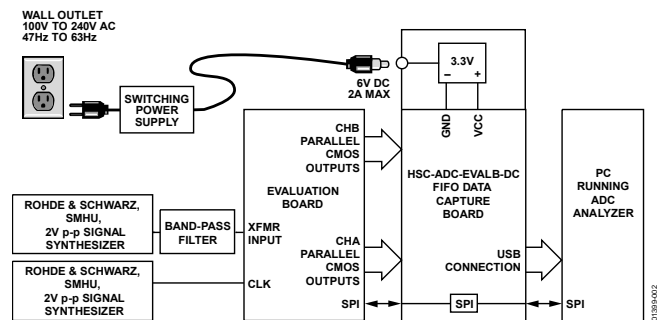 WALL OUTLET
100V TO 240V AC
47Hz TO 63Hz
SWITCHING
POWER
SUPPLY
6V DC
2A MAX
3.3V
– +
GND
VCC
CHB
PARALLEL
CMOS
OUTPUTS
EVALUATION
BOARD
XFMR
INPUT
CLK
CHA
PARALLEL
CMOS
OUTPUTS
SPI
HSC-ADC-EVALB-DC
FIFO DATA
CAPTURE
BOARD
USB
CONNECTION
SPI
PC
RUNNING
ADC
ANALYZER
SPI
ROHDE & SCHWARZ,
SMHU,
2V p-p SIGNAL
SYNTHESIZER
BAND-PASS
FILTER
ROHDE & SCHWARZ,
SMHU,
2V p-p SIGNAL
SYNTHESIZER
01399-002